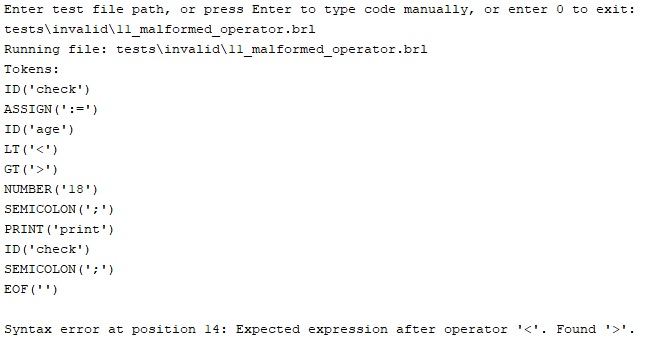 Enter test file path, or press Enter to type code manually, or enter 0 to exit:
tests\invalid\11_malformed_operator.brl
Running file: tests\invalid\11_malformed_operator.brl
Tokens:
ID('check')
ASSIGN(':=')
ID('age')
LT('<')
GT('>')
NUMBER('18')
SEMICOLON(';')
PRINT('print')
ID('check')
SEMICOLON(';')
EOF('')
Syntax error at position 14: Expected expression after operator '<'. Found '>'.